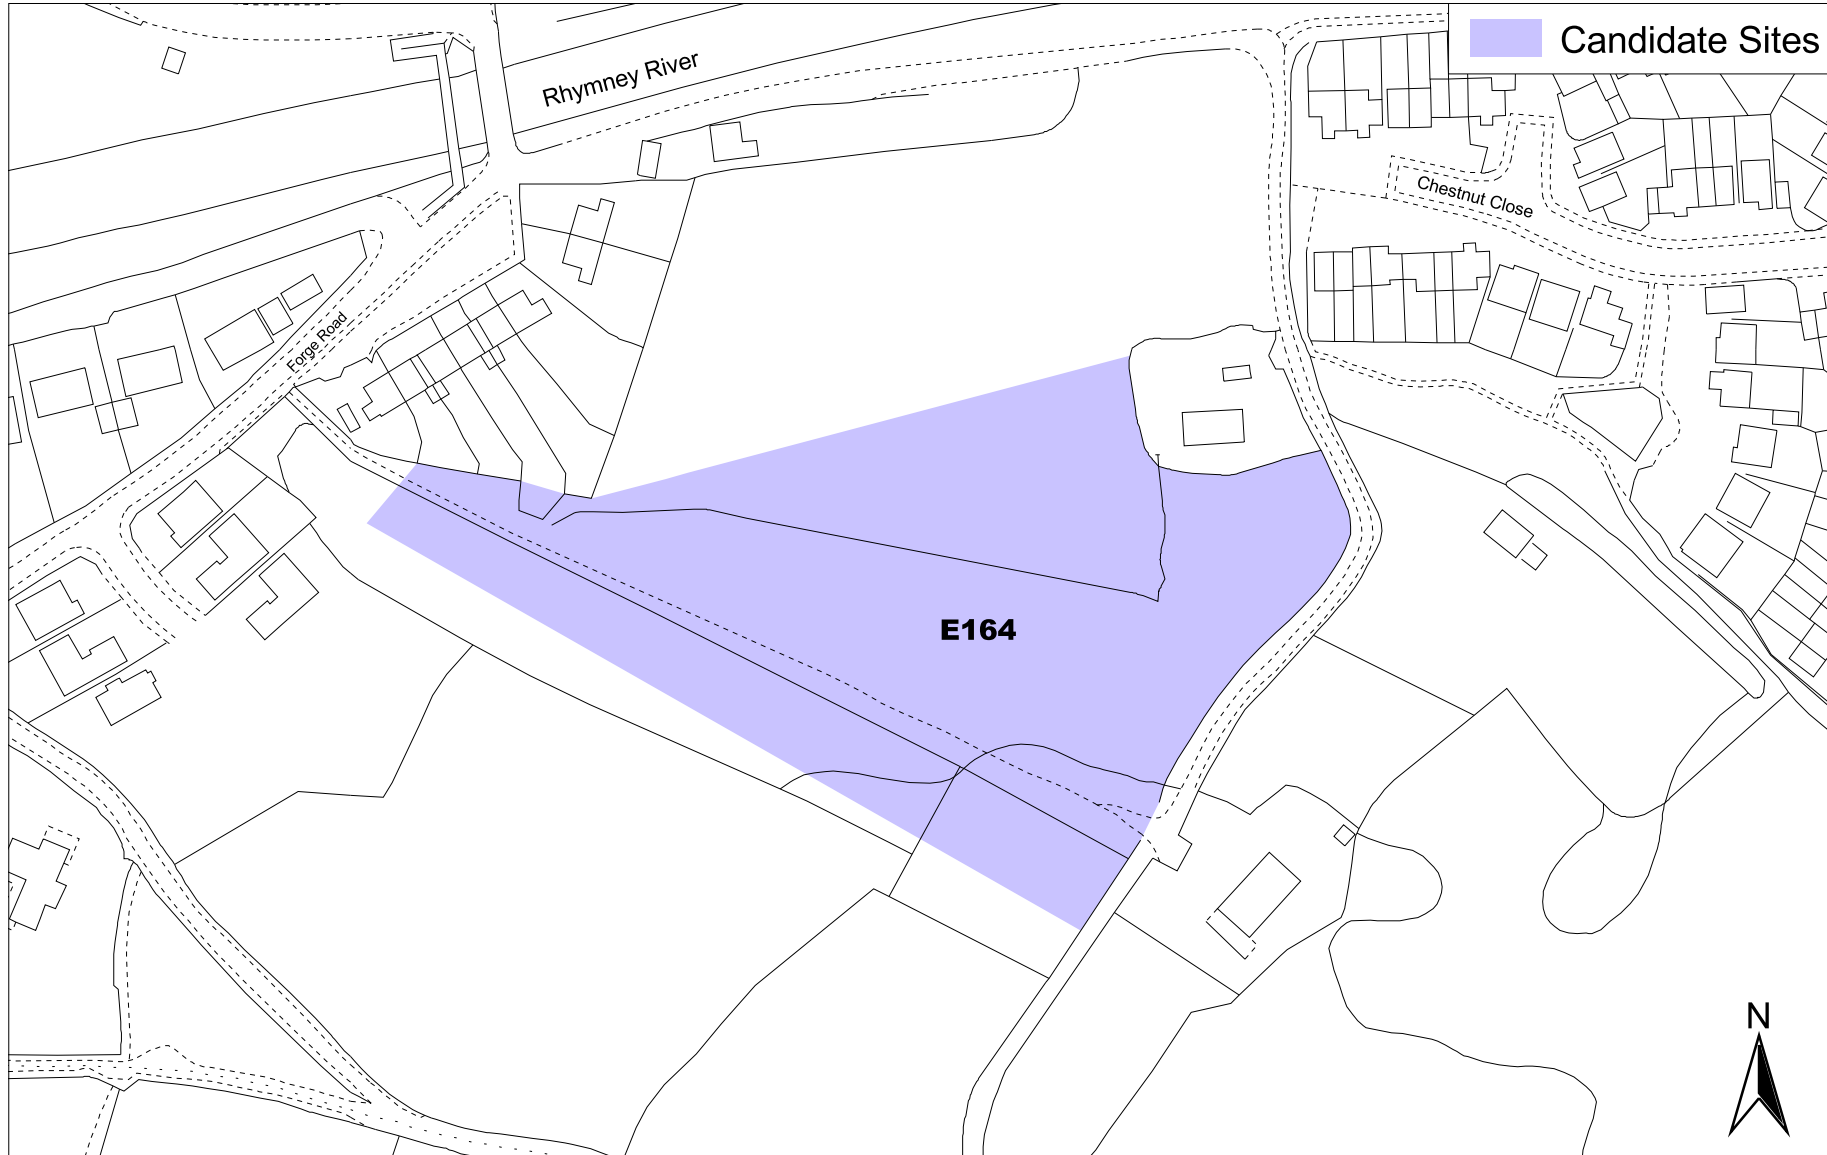 Candidate Sites
Rhymney River
Chestnut Close
Forge Road
E164
N